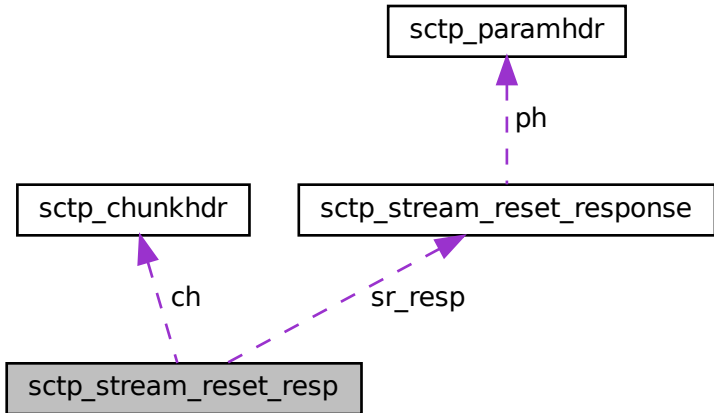 sctp_paramhdr
ph
sctp_chunkhdr
sctp_stream_reset_response
ch
sr_resp
sctp_stream_reset_resp